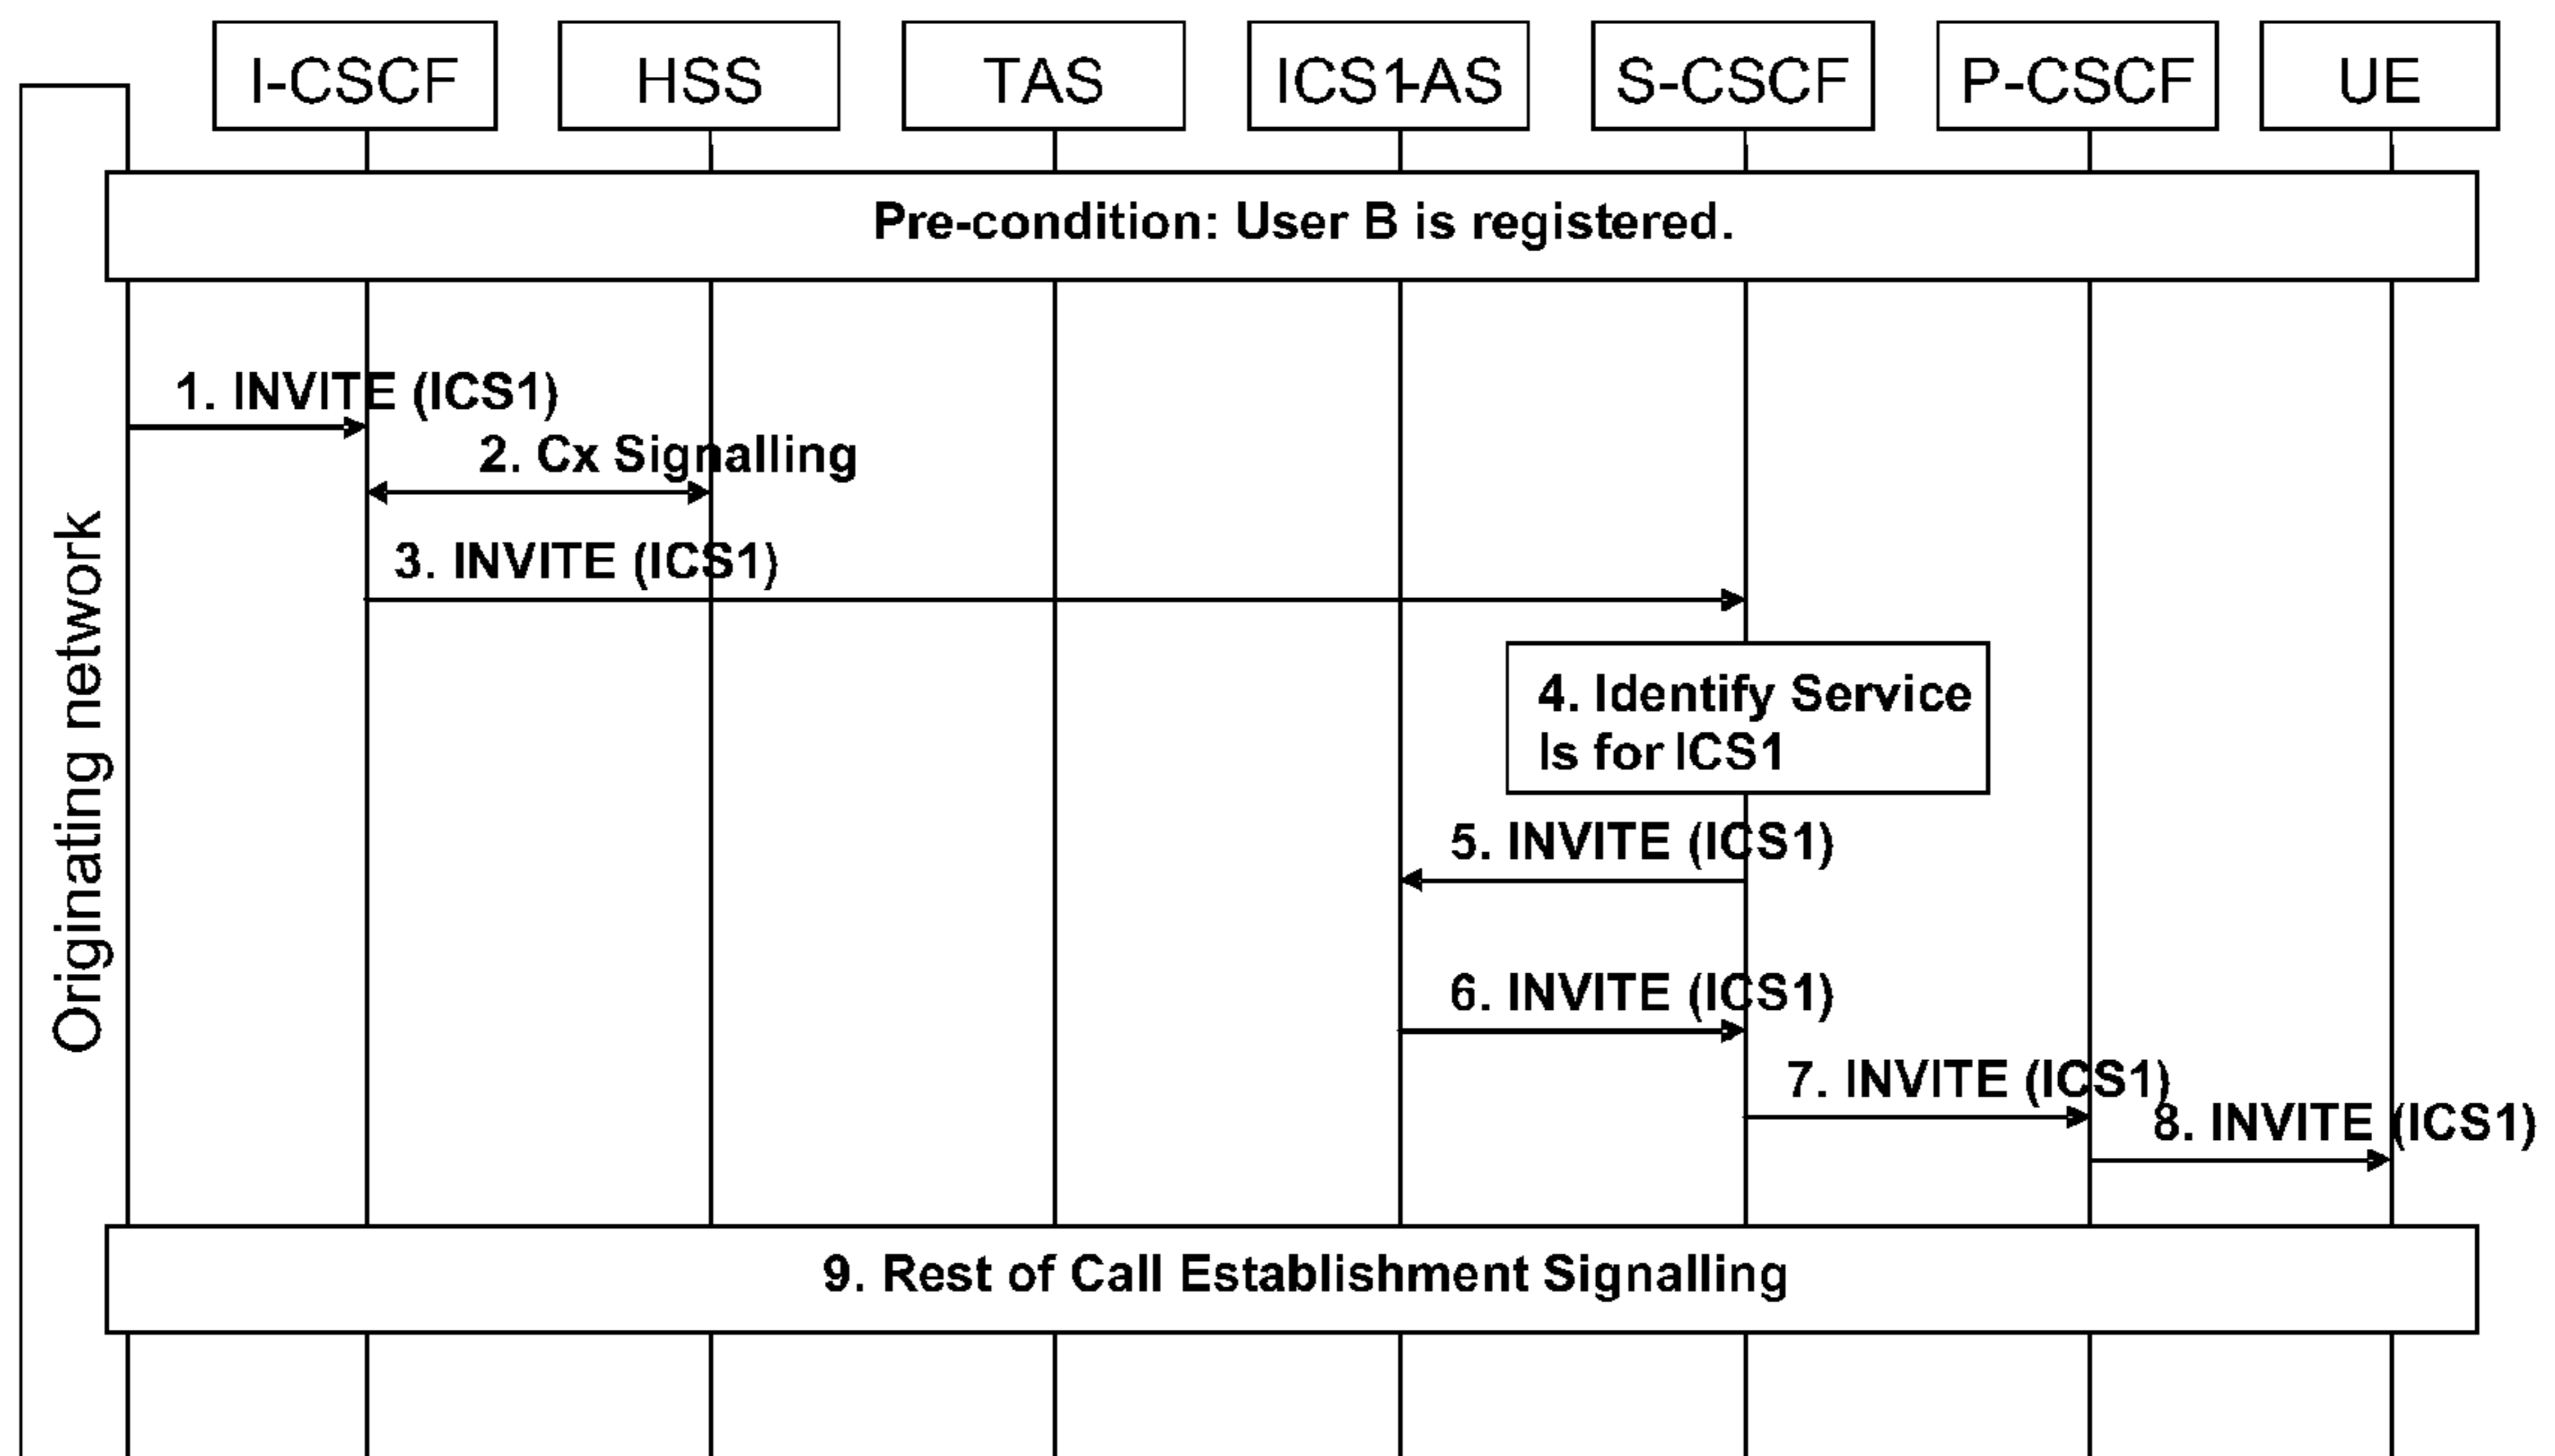 I-CSCF
HSS
TAS
ICS1-AS
S-CSCF
P-CSCF
UE
Originating network
Pre-condition: User B is registered.
1. INVITE (ICS1)
2. Cx Signalling
3. INVITE (ICS1)
4. Identify Service
Is for ICS1
5. INVITE (ICS1)
6. INVITE (ICS1)
7. INVITE (ICS1)
8. INVITE (ICS1)
9. Rest of Call Establishment Signalling